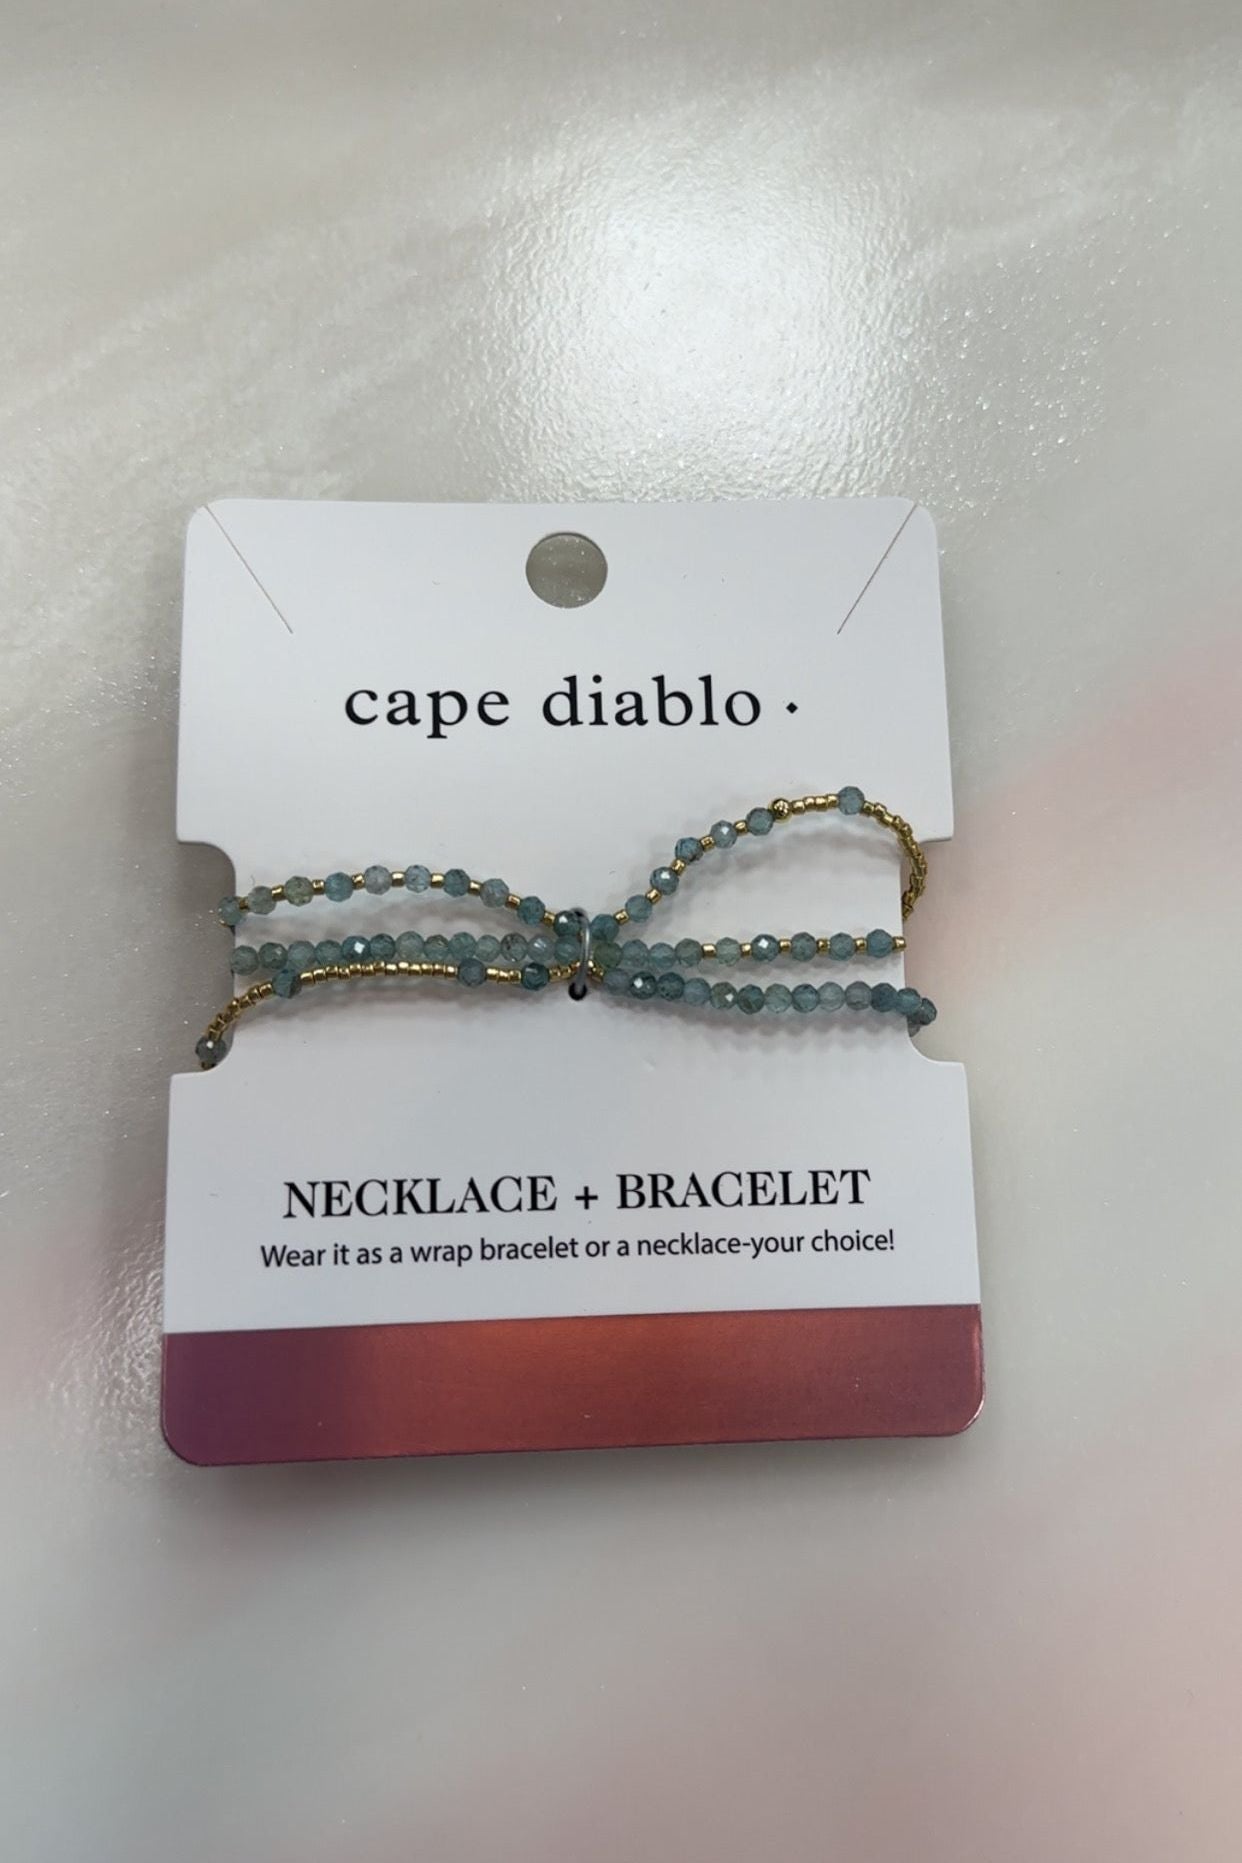 cape diablo ·
NECKLACE + BRACELET
Wear it as a wrap bracelet or a necklace-your choice!